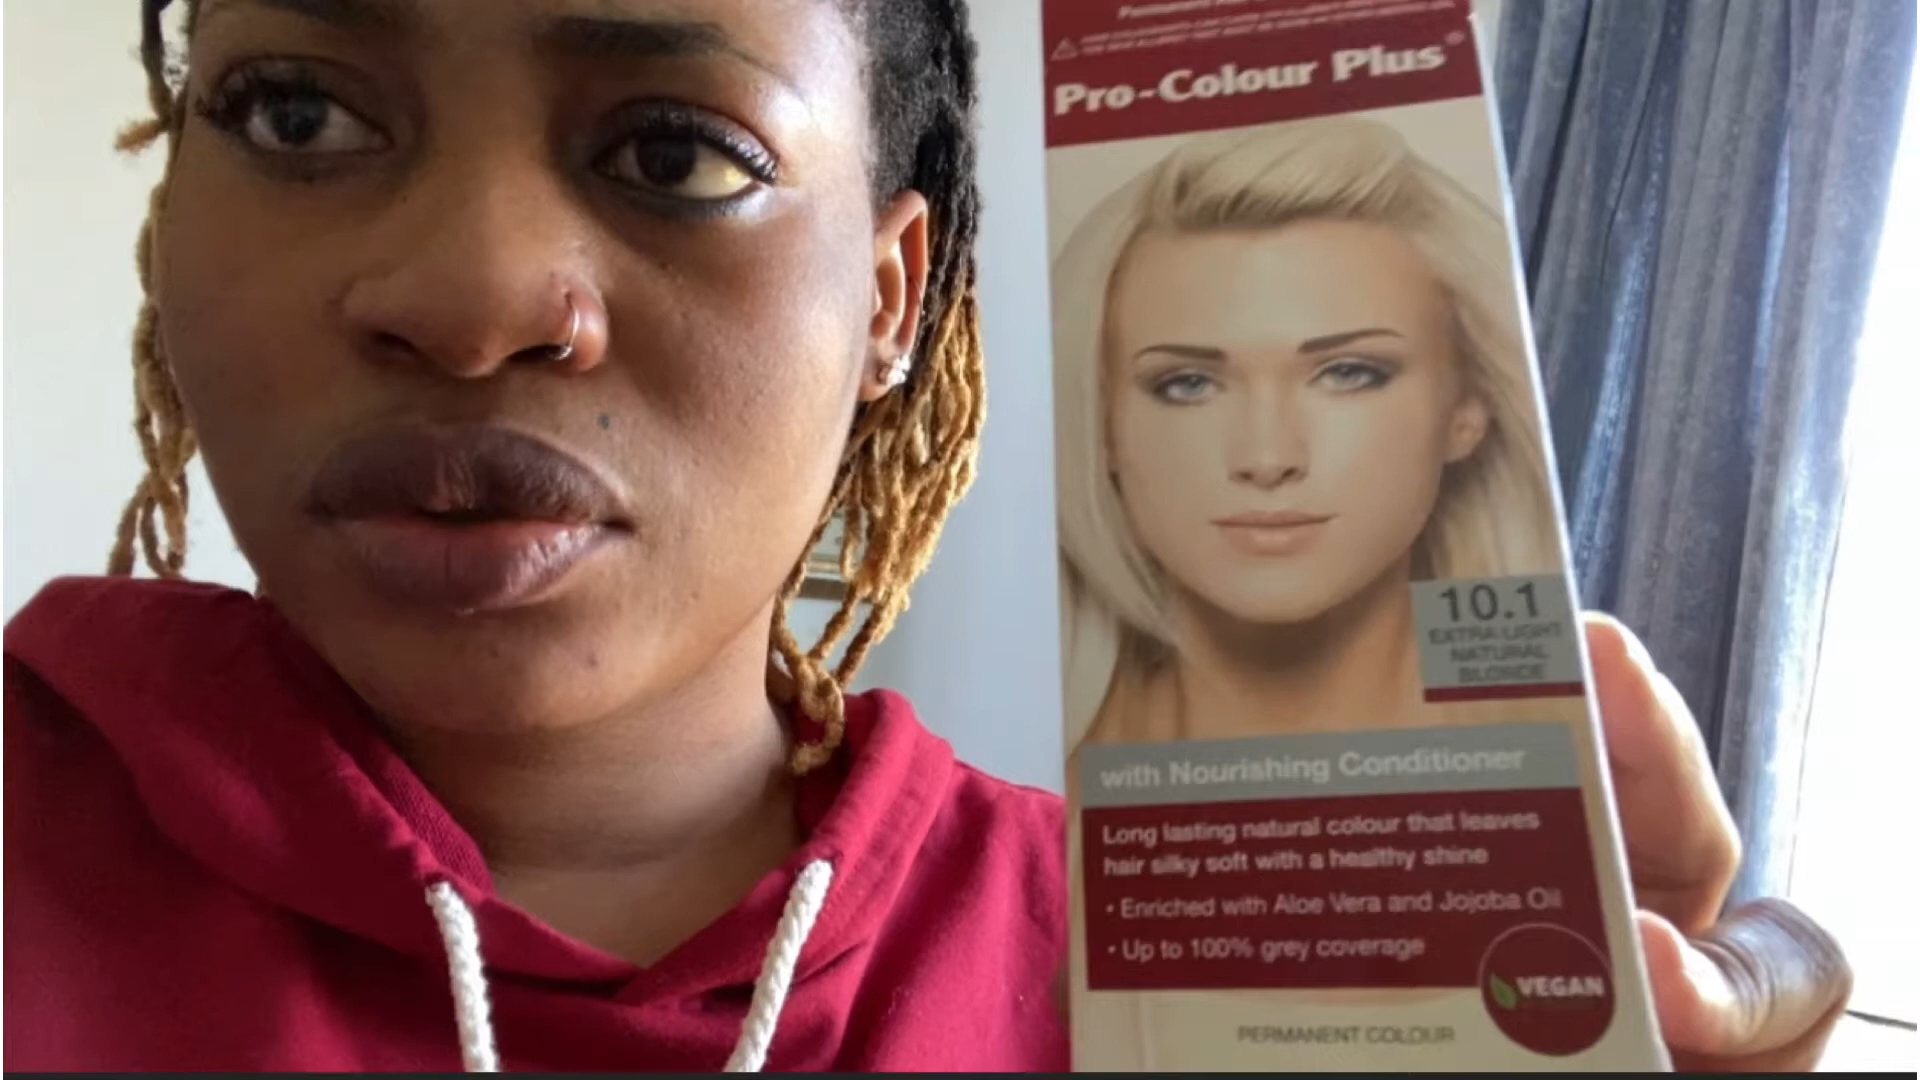 Pro-Colour Plus®
10.1
EXTRA LIGHT
NATURAL
BLONDE
with Nourishing Conditioner
Long lasting natural colour that leaves
hair silky soft with a healthy shine
• Enriched with Aloe Vera and Jojoba Oil
• Up to 100% grey coverage
VEGAN
PERMANENT COLOUR